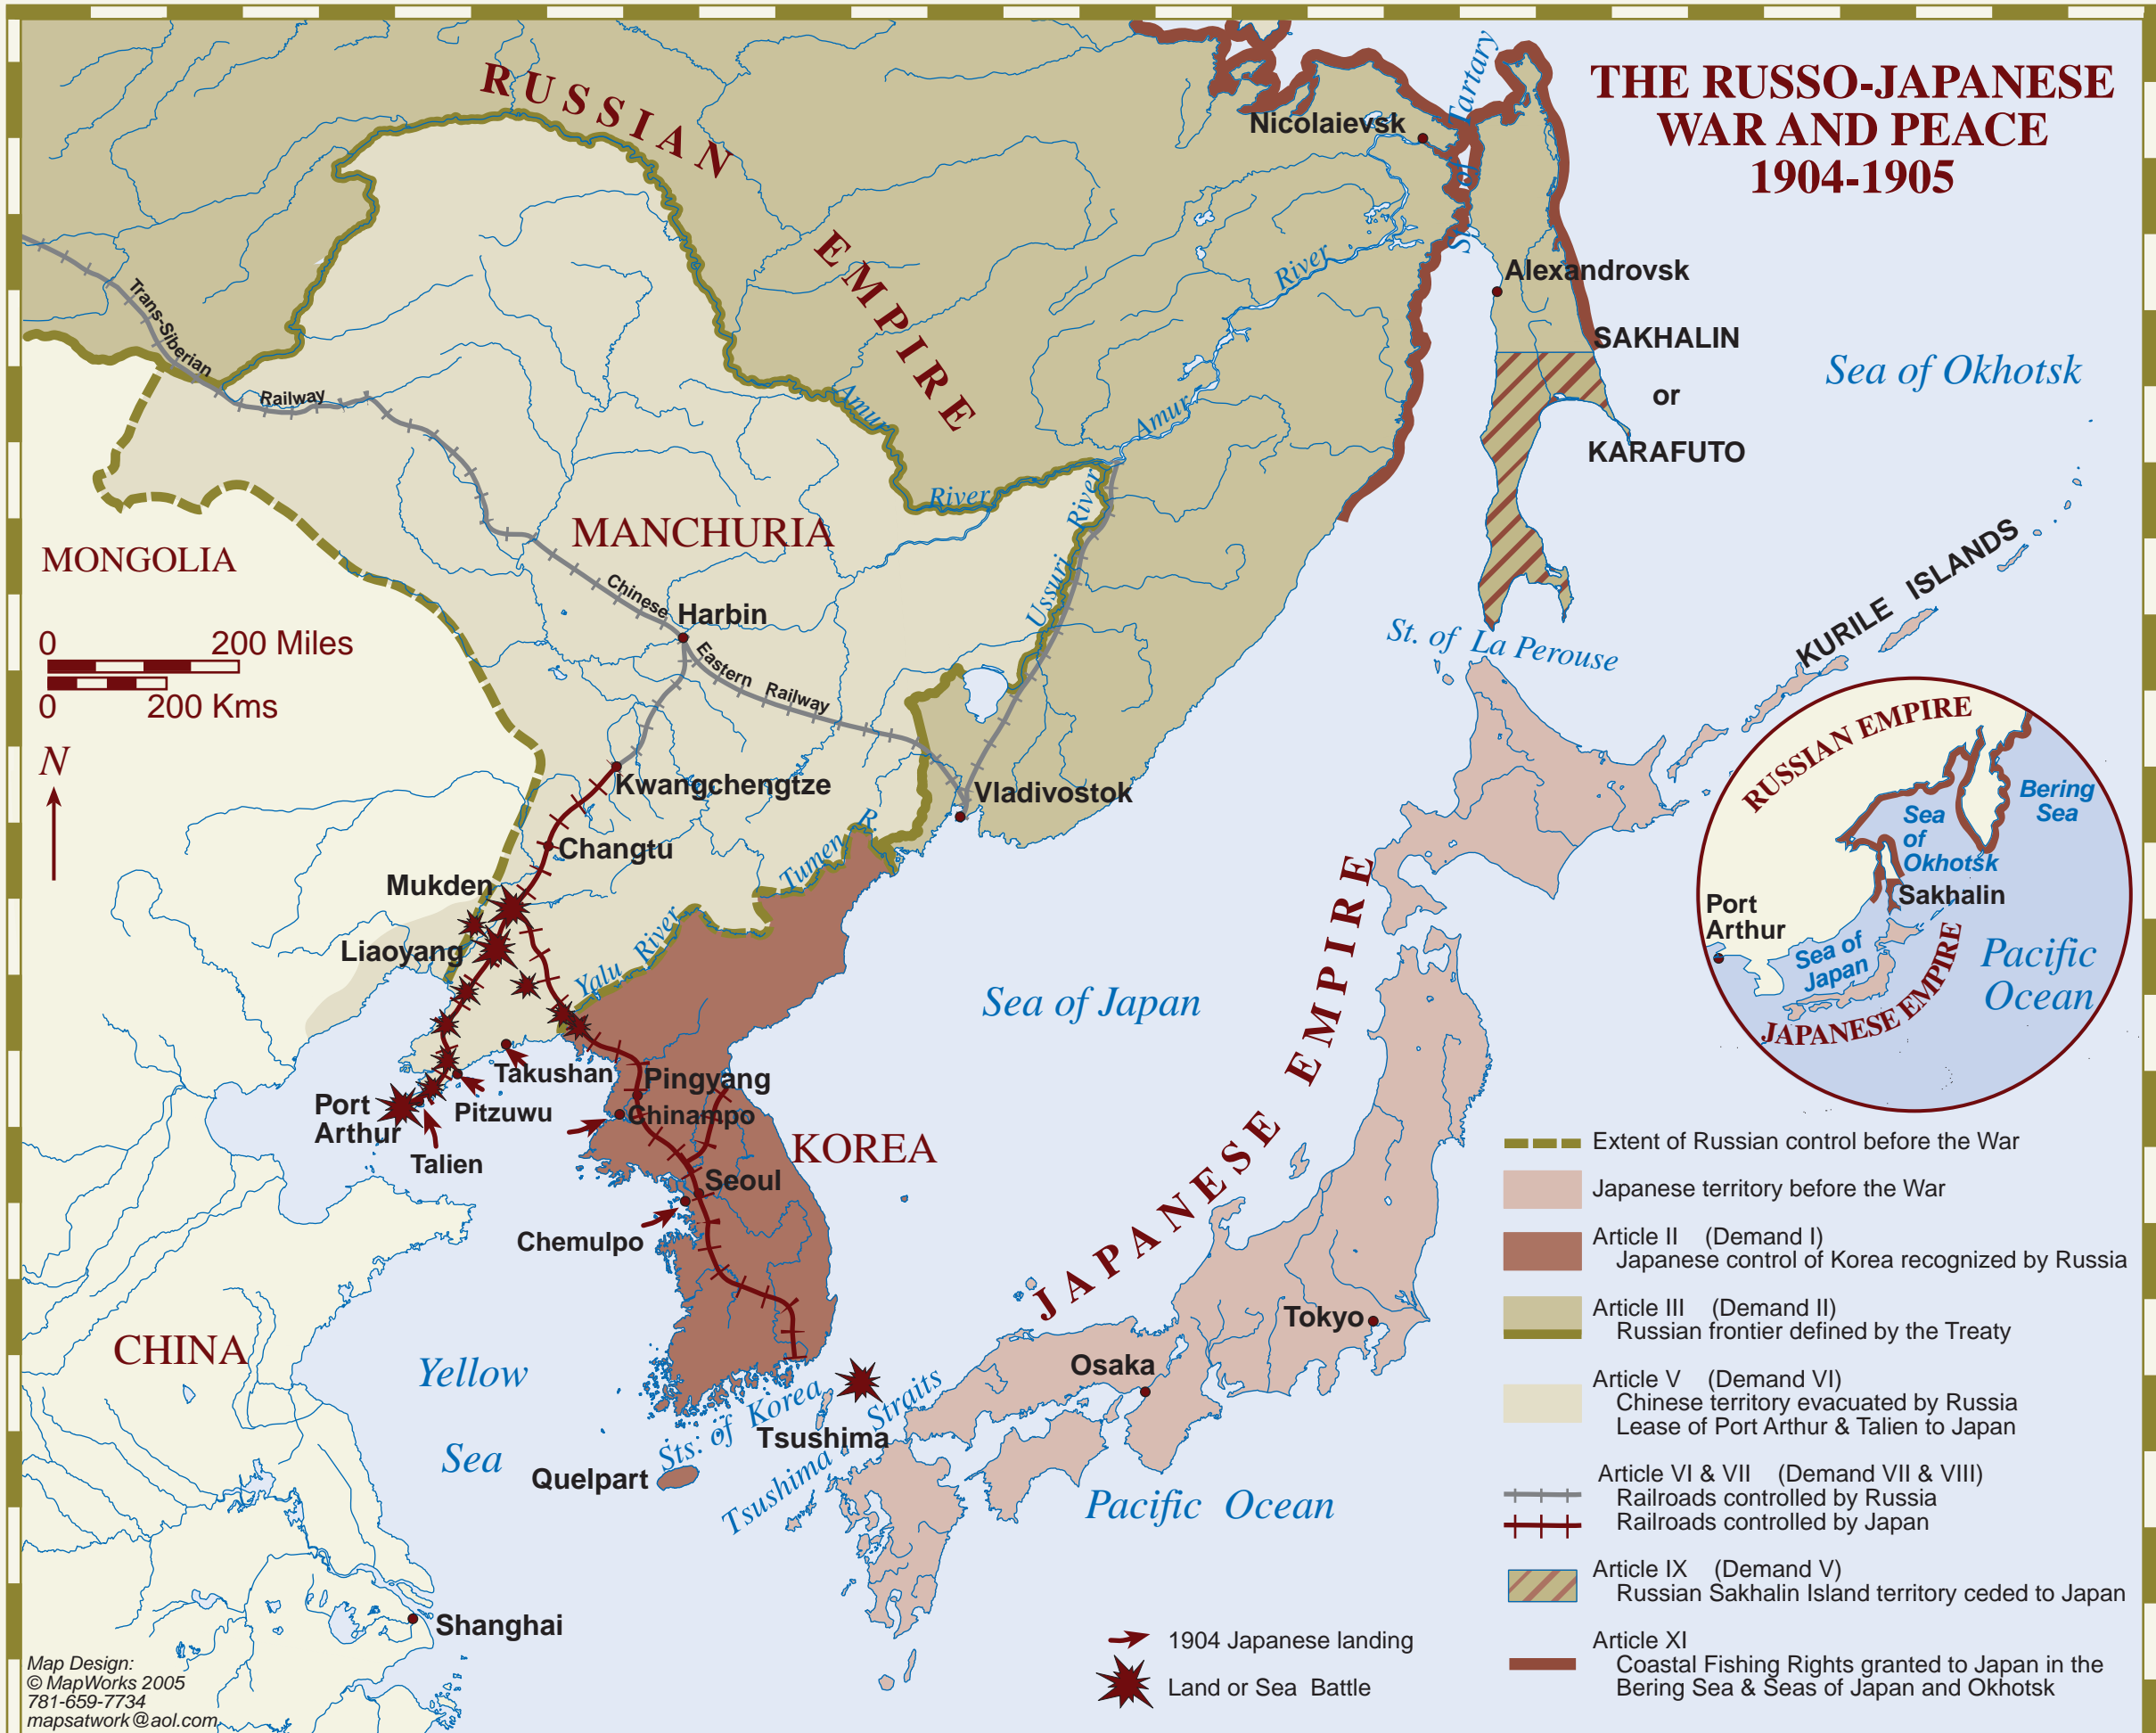 THE RUSSO-JAPANESE
WAR AND PEACE
1904-1905
RUSSIAN
EMPIRE
Nicolaievsk
St. of Tartary
Alexandrovsk
SAKHALIN
or
KARAFUTO
Sea of Okhotsk
Trans-Siberian
Railway
Amur
River
Amur
River
Ussuri River
MANCHURIA
MONGOLIA
Chinese
Harbin
Eastern Railway
0 200 Miles
0 200 Kms
N
St. of La Perouse
KURILE ISLANDS
Kwangchengtze
Vladivostok
Changtu
Tumen R.
Mukden
Liaoyang
Yalu River
Sea of Japan
JAPANESE EMPIRE
Takushan
Pingyang
Port
Arthur
Pitzuwu
Chinampo
Talien
KOREA
Seoul
Chemulpo
CHINA
Yellow
Sea
Sts. of Korea
Tsushima
Tsushima Straits
Quelpart
Osaka
Tokyo
Pacific Ocean
Shanghai
RUSSIAN EMPIRE
Bering
Sea
Sea
of
Okhotsk
Sakhalin
Port
Arthur
Sea of
Japan
JAPANESE EMPIRE
Pacific
Ocean
Extent of Russian control before the War
Japanese territory before the War
Article II (Demand I)
Japanese control of Korea recognized by Russia
Article III (Demand II)
Russian frontier defined by the Treaty
Article V (Demand VI)
Chinese territory evacuated by Russia
Lease of Port Arthur & Talien to Japan
Article VI & VII (Demand VII & VIII)
Railroads controlled by Russia
Railroads controlled by Japan
Article IX (Demand V)
Russian Sakhalin Island territory ceded to Japan
Article XI
Coastal Fishing Rights granted to Japan in the
Bering Sea & Seas of Japan and Okhotsk
1904 Japanese landing
Land or Sea Battle
Map Design:
© MapWorks 2005
781-659-7734
mapsatwork@aol.com